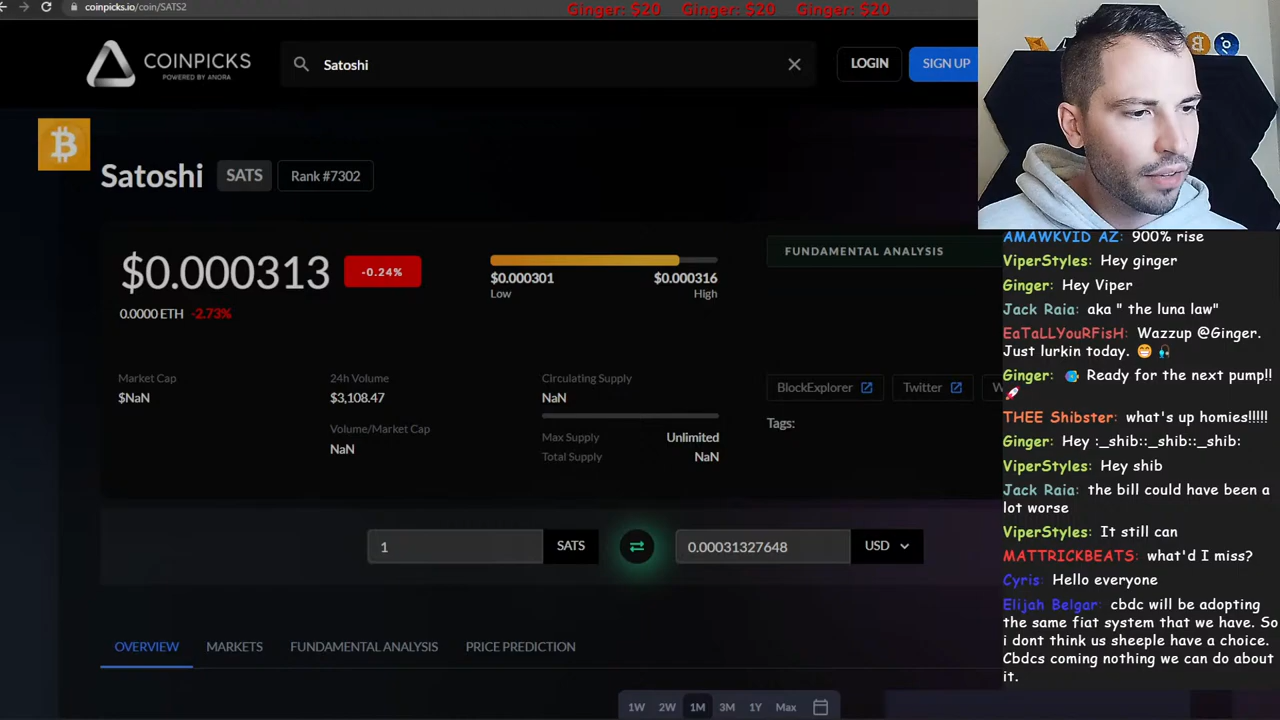 coinpicks.io/coin/SATS2
Ginger: $20 Ginger: $20 Ginger: $20
COINPICKS
POWERED BY ANORA
Satoshi
LOGIN
SIGN UP
Satoshi
SATS
Rank #7302
$0.000313
-0.24%
0.0000 ETH -2.73%
$0.000301
$0.000316
Low
High
FUNDAMENTAL ANALYSIS
Market Cap
$NaN
24h Volume
$3,108.47
Volume/Market Cap
NaN
Circulating Supply
NaN
Max Supply
Unlimited
Total Supply
NaN
BlockExplorer
Twitter
W
Tags:
1
SATS
0.00031327648
USD
OVERVIEW
MARKETS
FUNDAMENTAL ANALYSIS
PRICE PREDICTION
1W
2W
1M
3M
1Y
Max
AMAWKVID AZ: 900% rise
ViperStyles: Hey ginger
Ginger: Hey Viper
Jack Raia: aka " the luna law"
EaTaLLYouRFisH: Wazzup @Ginger.
Just lurkin today. 😁 🎣
Ginger: 🐠 Ready for the next pump!!
🚀
THEE Shibster: what's up homies!!!!!
Ginger: Hey :_shib::_shib::_shib:
ViperStyles: Hey shib
Jack Raia: the bill could have been a
lot worse
ViperStyles: It still can
MATTRICKBEATS: what'd I miss?
Cyris: Hello everyone
Elijah Belgar: cbdc will be adopting
the same fiat system that we have. So
i dont think us sheeple have a choice.
Cbdcs coming nothing we can do about
it.